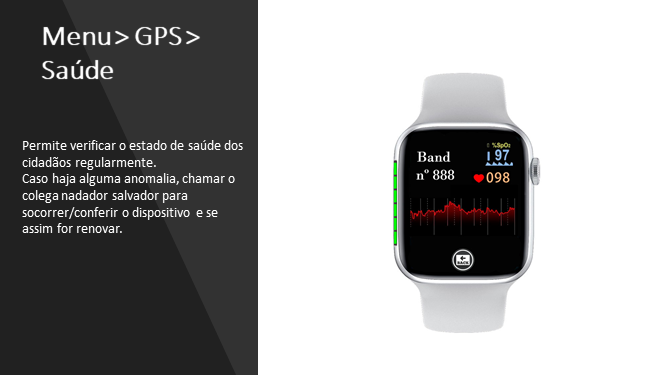 Menu> GPS>
Saúde
Permite verificar o estado de saúde dos
cidadãos regularmente.
Caso haja alguma anomalia, chamar o
colega nadador salvador para
socorrer/conferir o dispositivo e se
assim for renovar.
%SpO₂
Band
97
nº 888
098
BACK